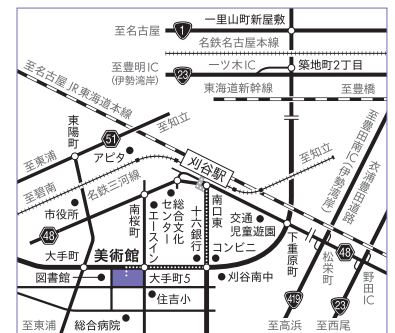 一里山町新屋敷
至名古屋
1
名鉄名古屋本線
至豊明IC
(伊勢湾岸)
23
一ツ木IC
築地町2丁目
東海道新幹線
至豊橋
至名古屋
JR東海道本線
東陽町
51
至知立
アピタ
至東浦
刈谷駅
至知立
至豊田南IC(伊勢湾岸)
衣浦豊田道路
至碧南
名鉄三河線
市役所
48
南桜町
総合文化
センター
エースイン
十六銀行
南口東
交通
児童遊園
コンビニ
下重原町
大手町
美術館
図書館
大手町5
刈谷南中
松栄町
48
野田IC
住吉小
419
23
至東浦
総合病院
至高浜
至西尾